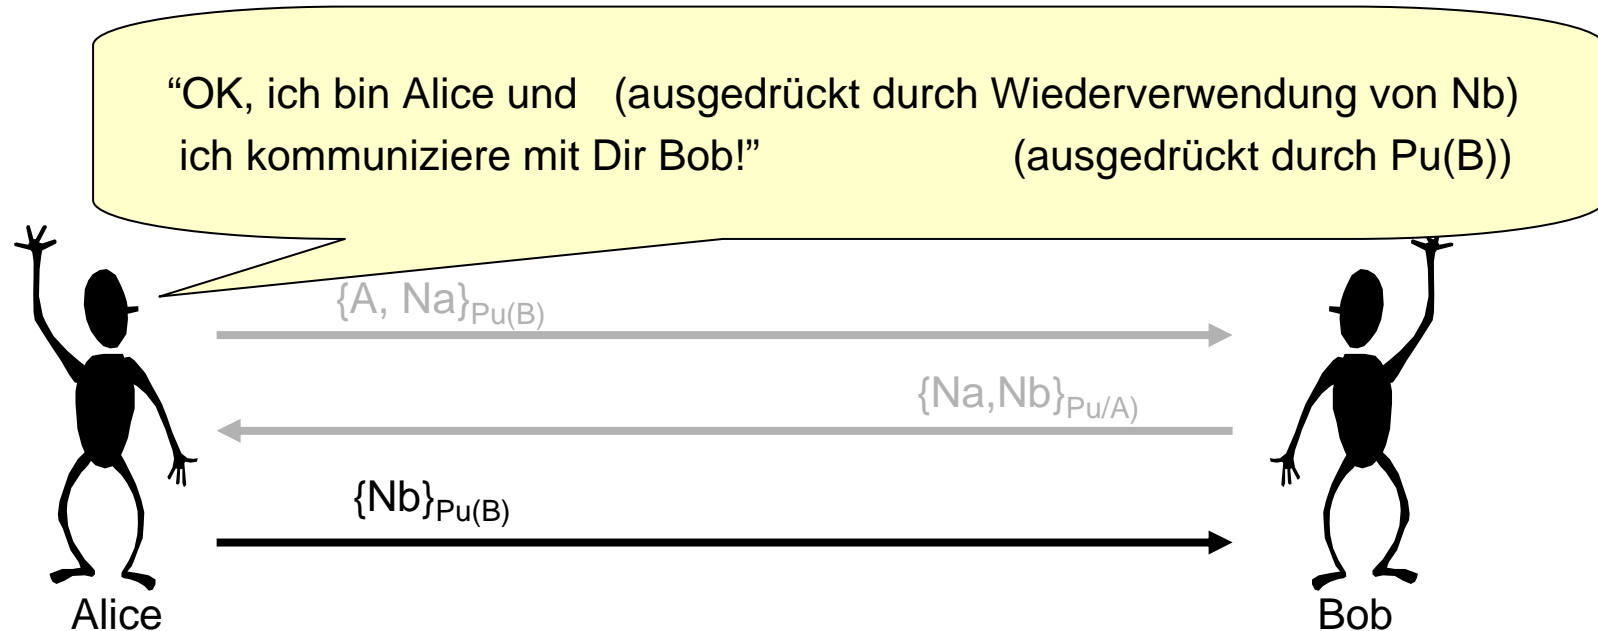 “OK, ich bin Alice und (ausgedrückt durch Wiederverwendung von Nb)
ich kommuniziere mit Dir Bob!” (ausgedrückt durch Pu(B))
{A, Na}Pu(B)
{Na,Nb}Pu/A)
{Nb}Pu(B)
Alice Bob